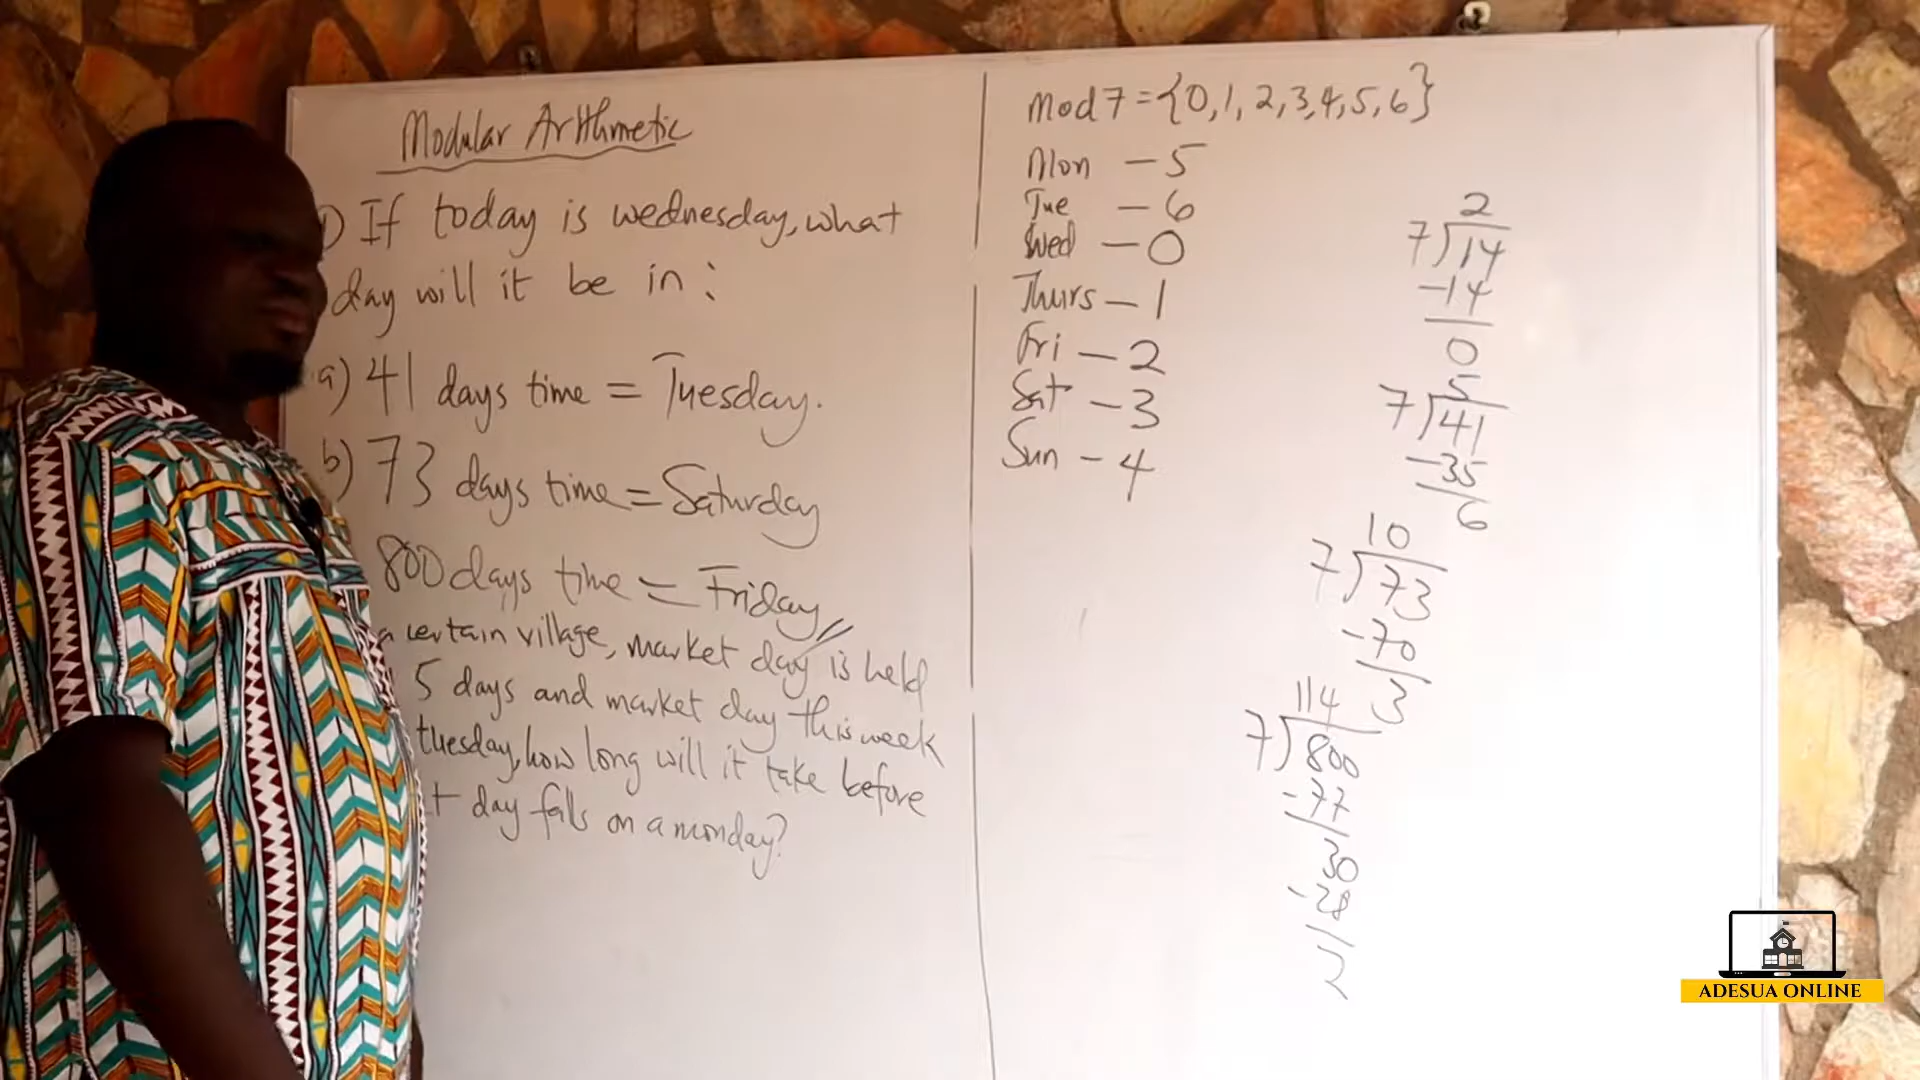 Modular Arithmetic
) If today is wednesday, what
day will it be in:
a) 41 days time = Tuesday.
b) 73 days time = Saturday
800 days time = Friday
a certain village, market day is held
5 days and market day this week
tuesday, how long will it take before
t day falls on a monday?
Mod 7 = {0, 1, 2, 3, 4, 5, 6}
Mon - 5
Tue - 6
Wed - 0
Thurs - 1
Fri - 2
Sat - 3
Sun - 4
2
7)14
-14
0
5
7)41
-35
6
10
7)73
-70
3
114
7)800
-77
30
-28
2
ADESUA ONLINE